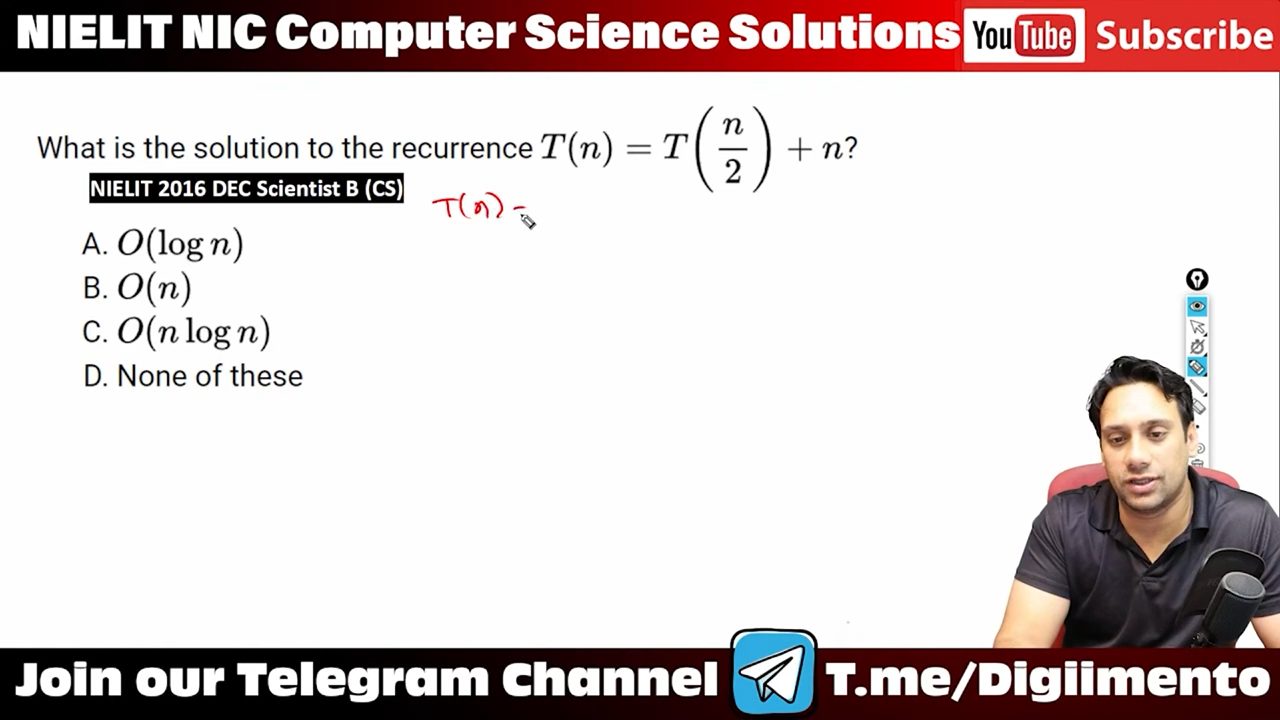 NIELIT NIC Computer Science Solutions YouTube Subscribe
What is the solution to the recurrence T(n) = T(n/2) + n?
NIELIT 2016 DEC Scientist B (CS)
T(n) =
A. O(log n)
B. O(n)
C. O(n log n)
D. None of these
Join our Telegram Channel T.me/Digiimento